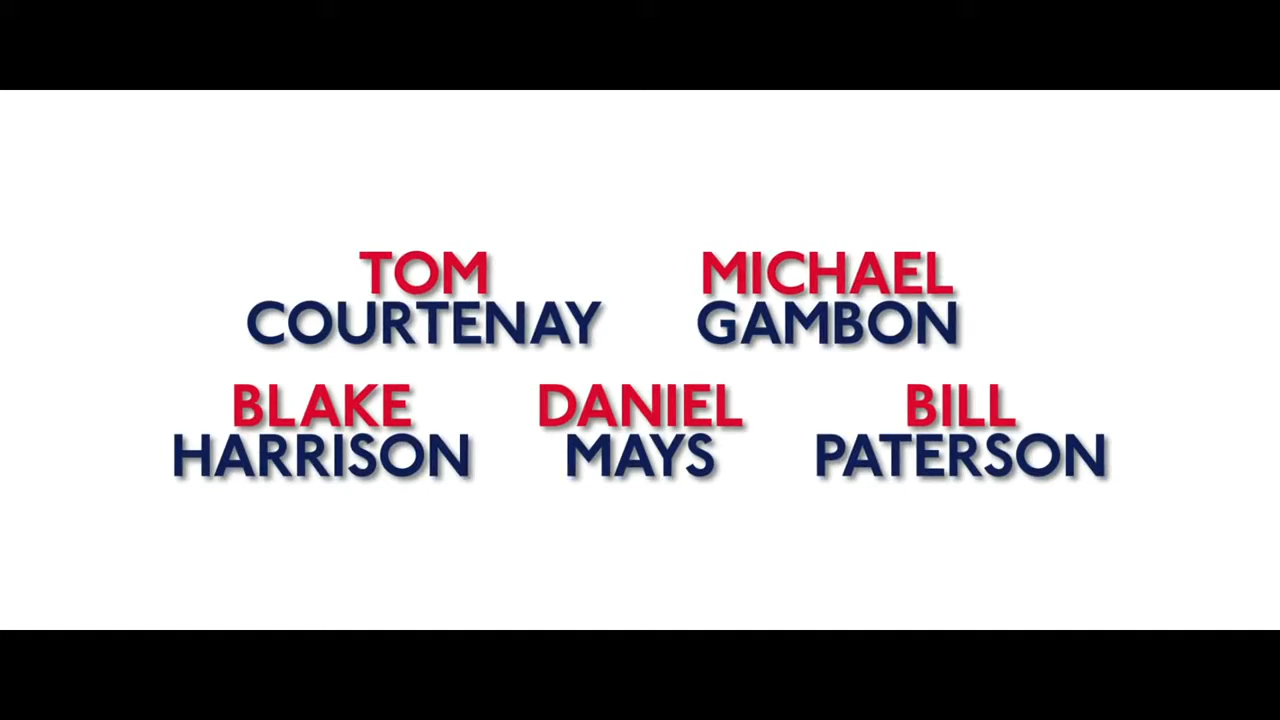 TOM MICHAEL
COURTENAY GAMBON
BLAKE DANIEL BILL
HARRISON MAYS PATERSON